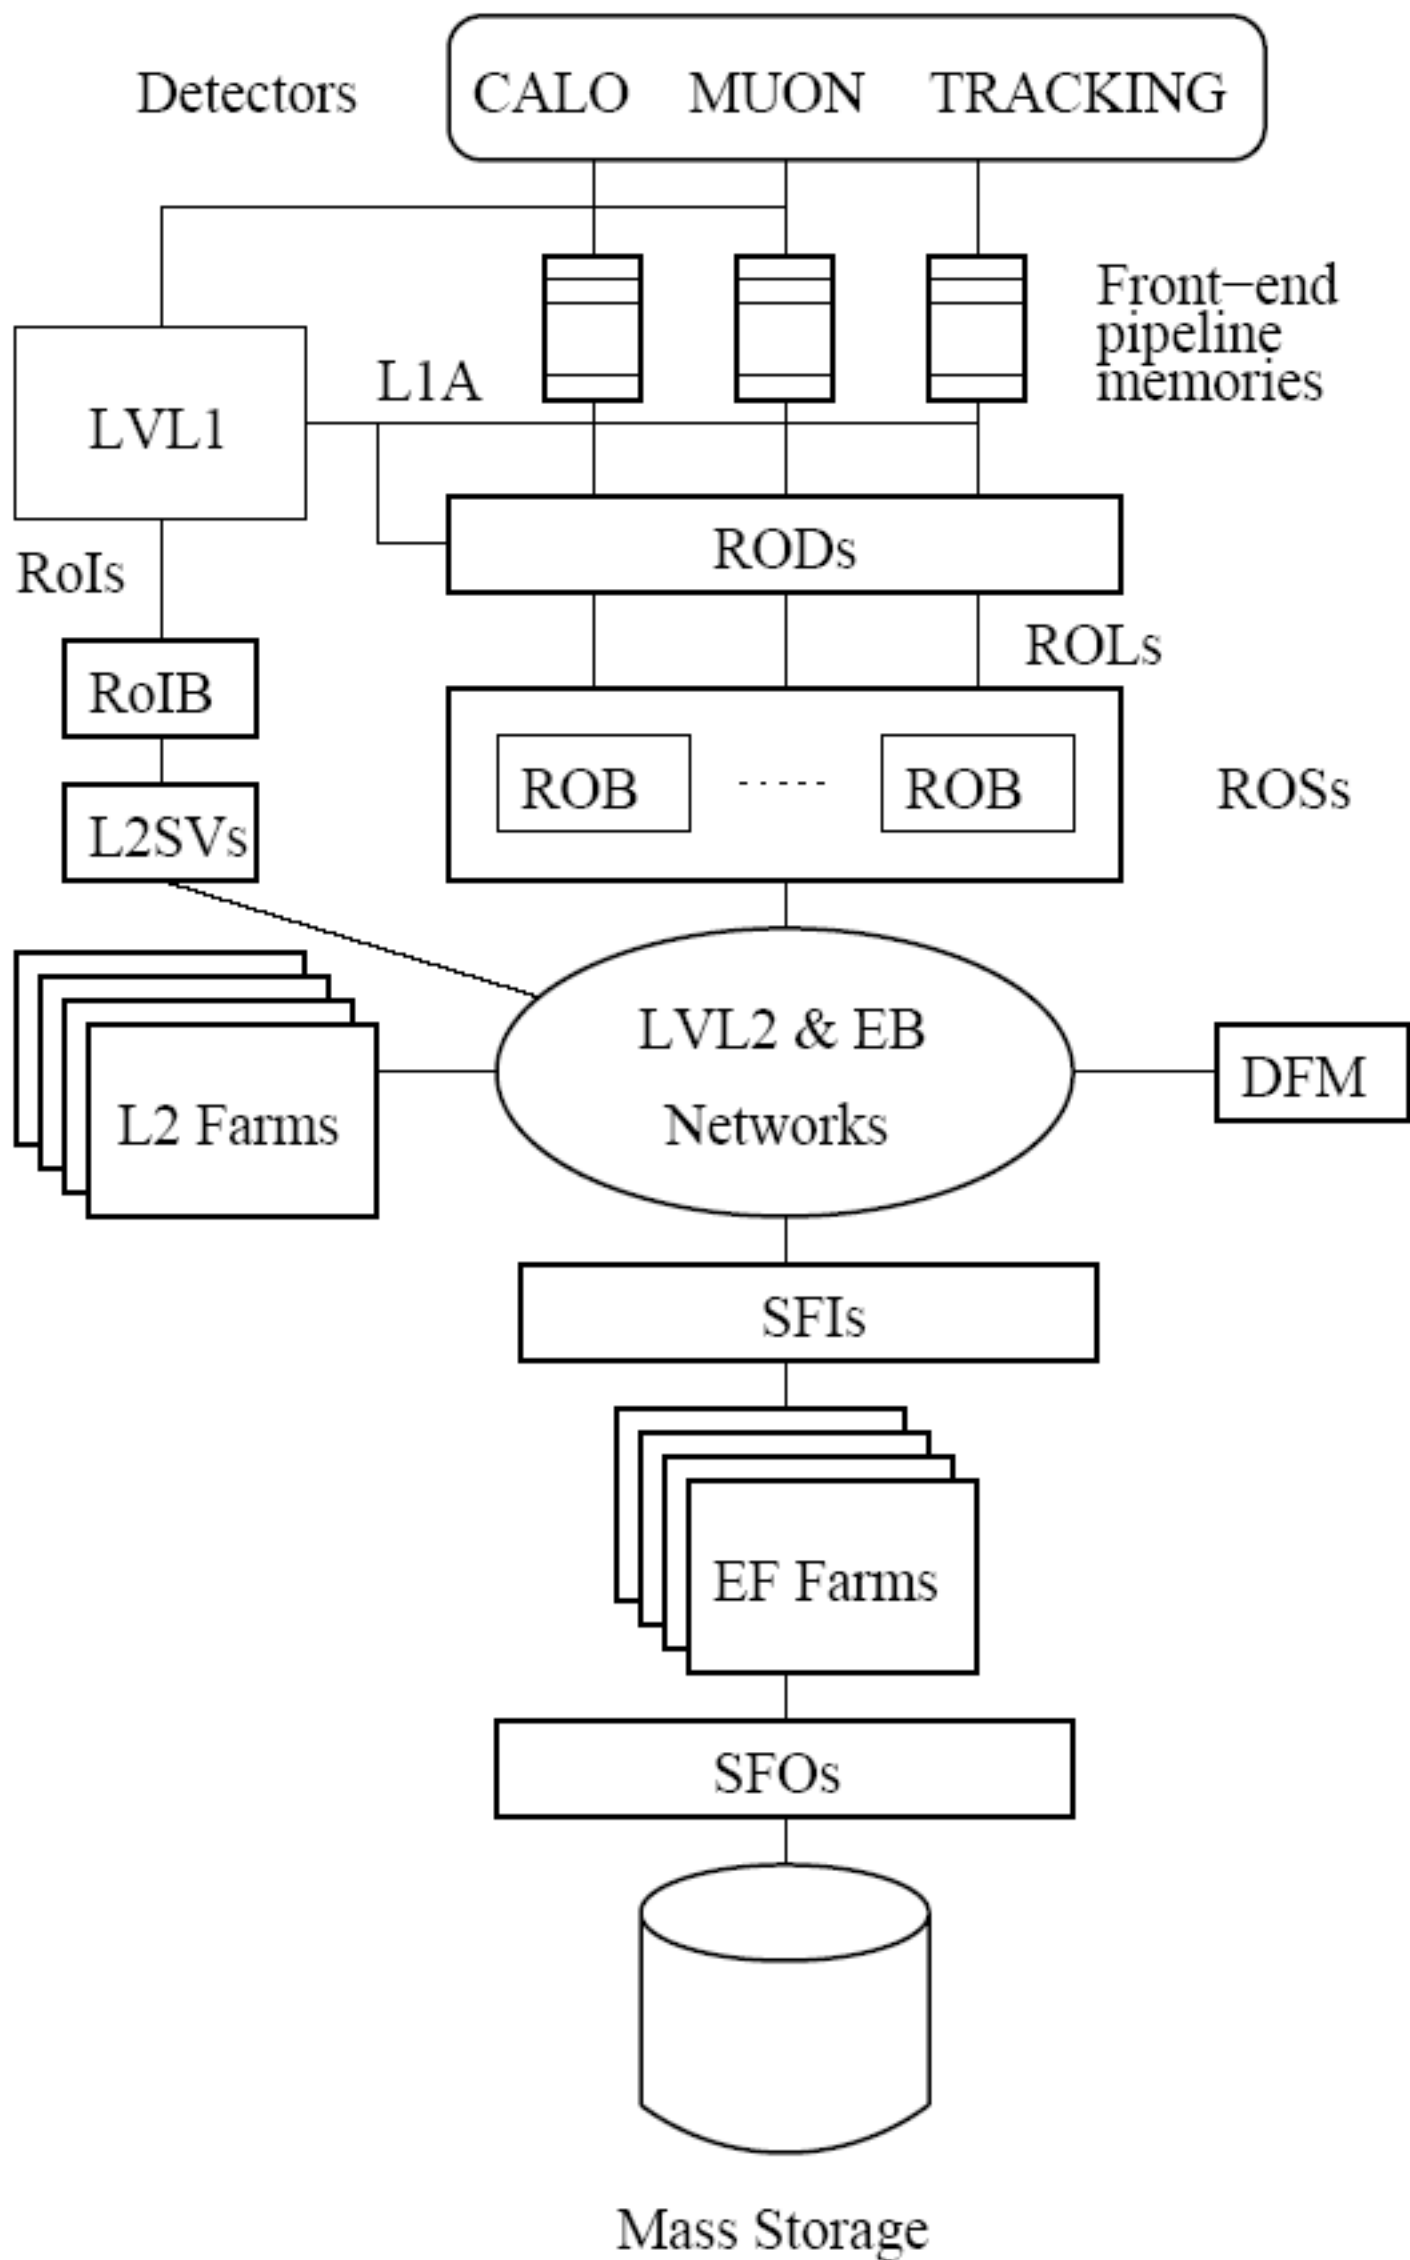 Detectors
CALO MUON TRACKING
Front−end
pipeline
memories
L1A
LVL1
RODs
RoIs
ROLs
RoIB
ROB ROB
ROSs
L2SVs
LVL2 & EB
Networks
DFM
L2 Farms
SFIs
EF Farms
SFOs
Mass Storage